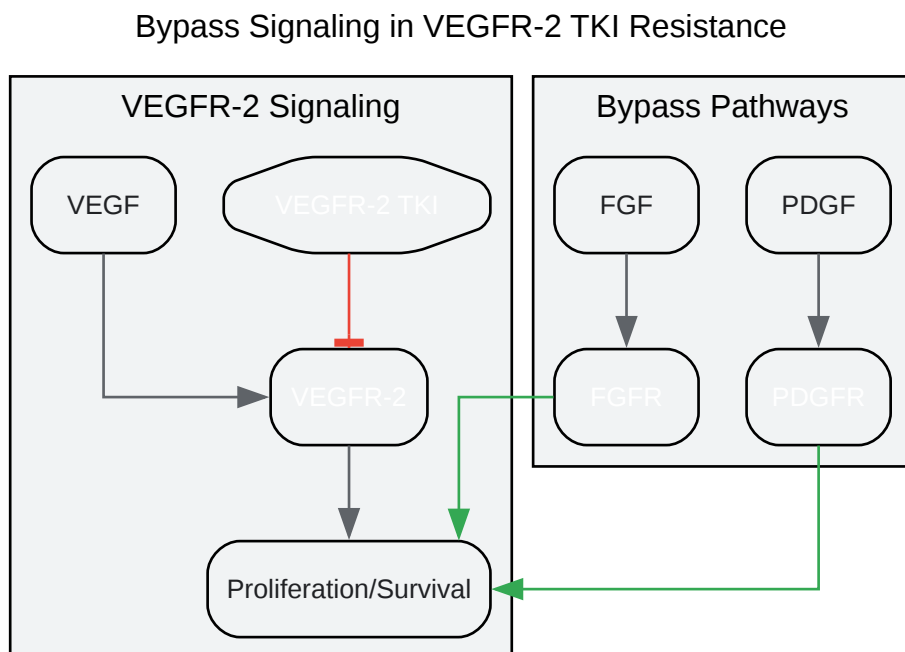 Bypass Signaling in VEGFR-2 TKI Resistance
VEGFR-2 Signaling
Bypass Pathways
VEGF
VEGFR-2 TKI
FGF
PDGF
VEGFR-2
FGFR
PDGFR
Proliferation/Survival